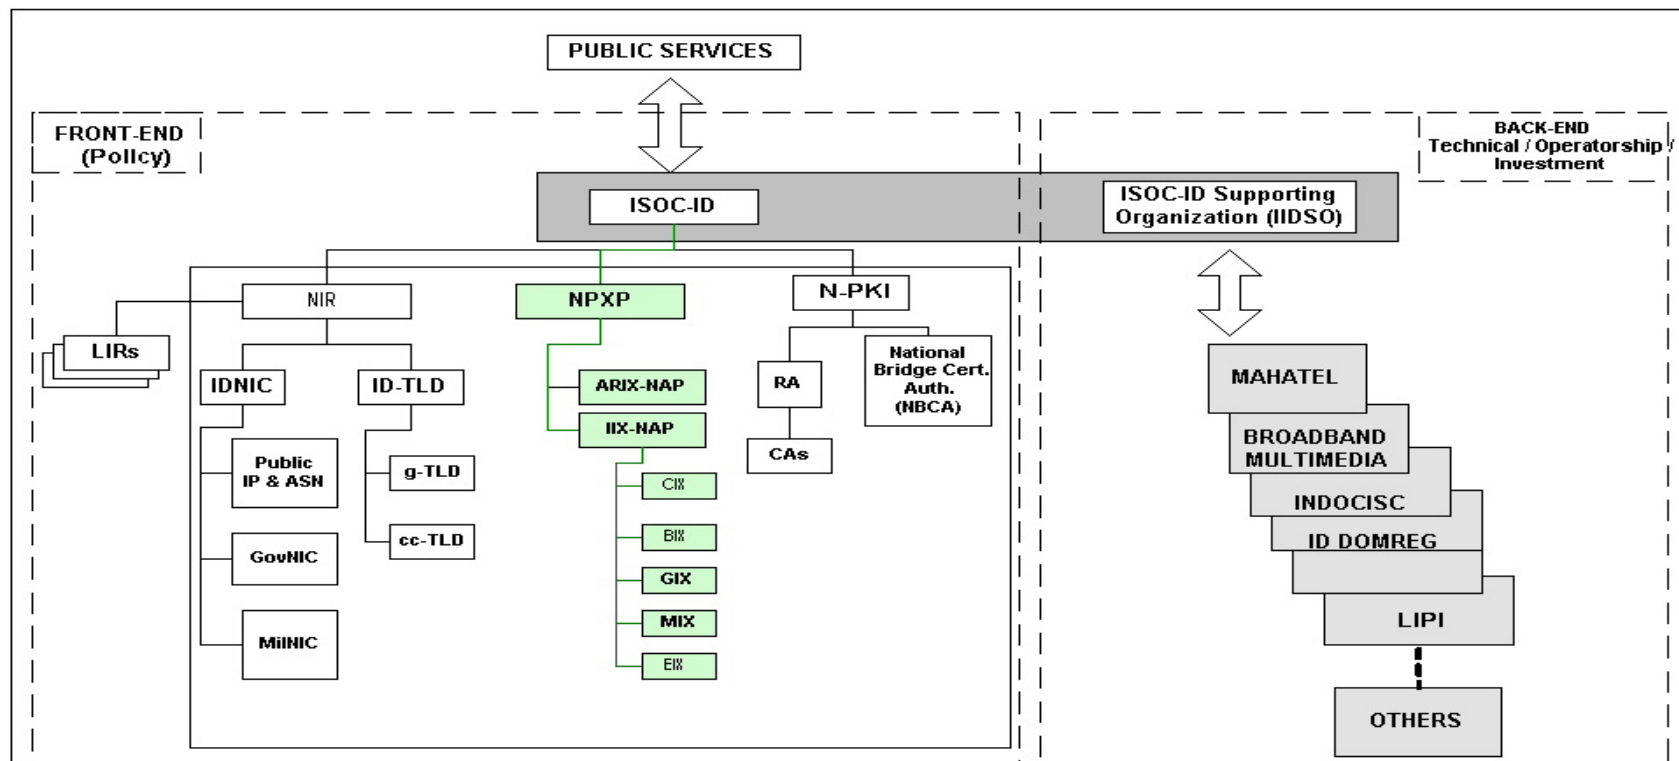 PUBLIC SERVICES
FRONT-END
(Policy)
BACK-END
Technical / Operatorship /
Investment
ISOC-ID
ISOC-ID Supporting
Organization (IIDSO)
NIR
NPXP
N-PKI
LIRs
IDNIC
ID-TLD
ARIX-NAP
IIX-NAP
RA
National
Bridge Cert.
Auth.
(NBCA)
CAs
Public
IP & ASN
GovNIC
MilNIC
g-TLD
cc-TLD
CIX
BIX
GIX
MIX
EIX
MAHATEL
BROADBAND
MULTIMEDIA
INDOCISC
ID DOMREG
LIPI
OTHERS